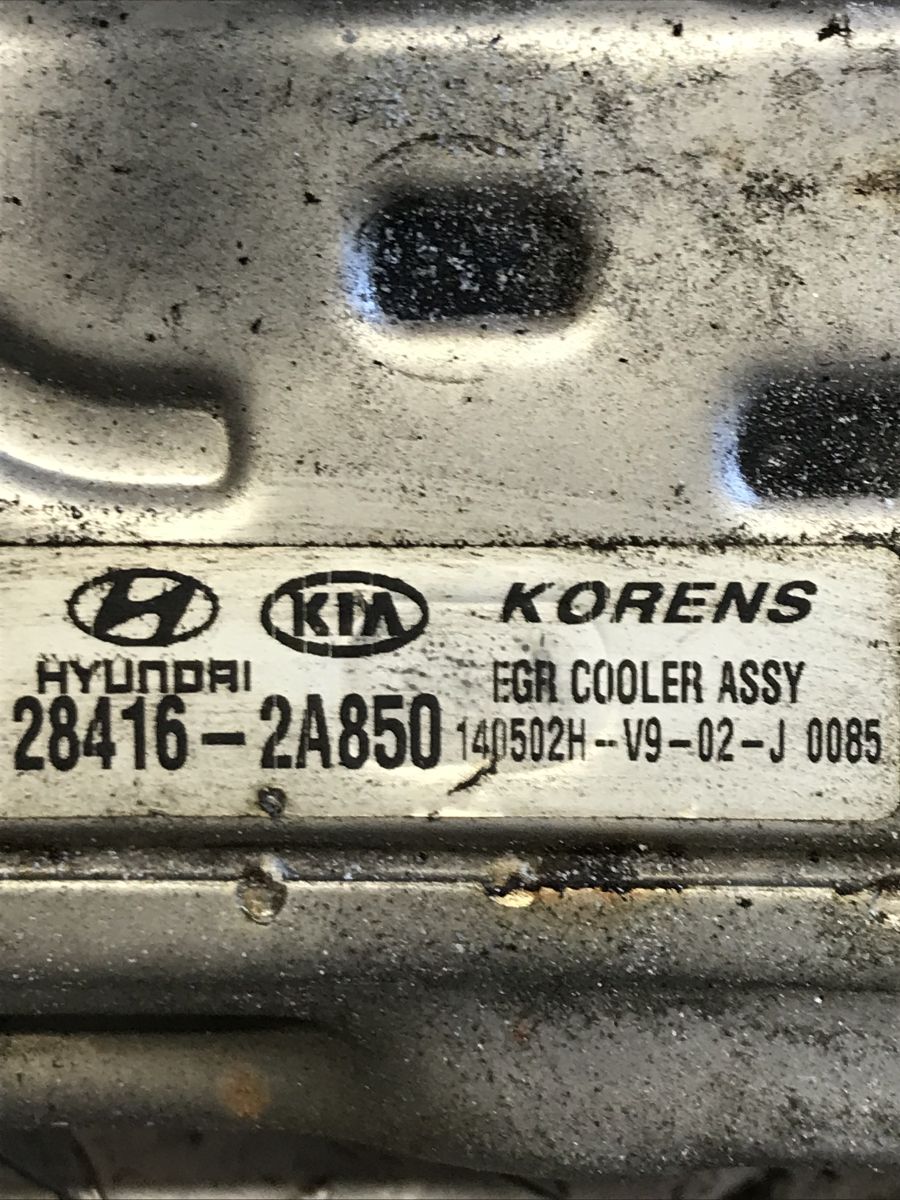 KIA KORENS
HYUNDAI EGR COOLER ASSY
28416-2A850 140502H-V9-02-J 0085